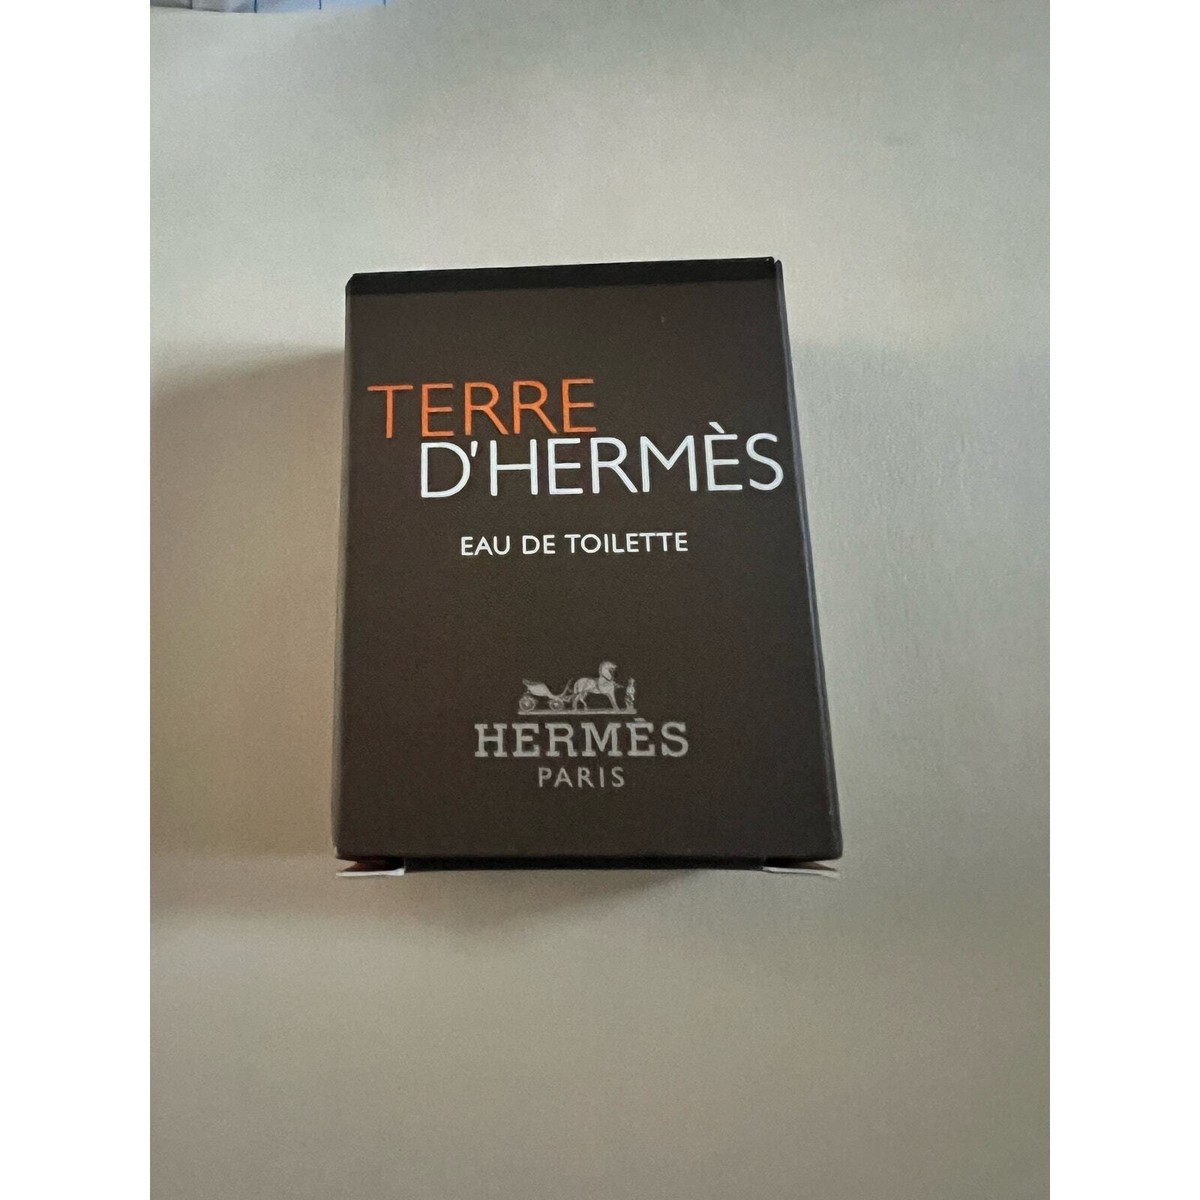 TERRE
D'HERMÈS
EAU DE TOILETTE
HERMÈS
PARIS